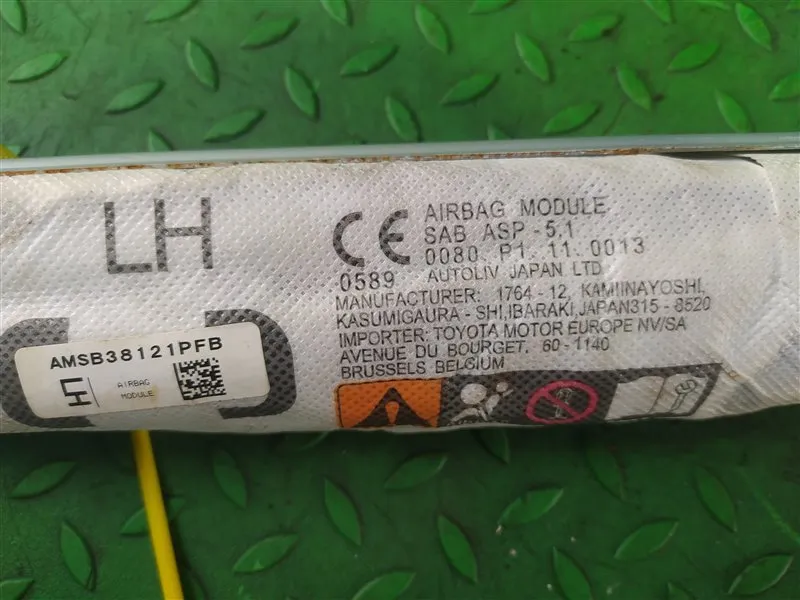 LH
CE
0589
AIRBAG MODULE
SAB ASP - 5.1
0080. P1. 11. 0013
AUTOLIV JAPAN LTD
MANUFACTURER: 1764 - 12, KAMIINAYOSHI,
KASUMIGAURA - SHI, IBARAKI, JAPAN315 - 8520
IMPORTER: TOYOTA MOTOR EUROPE NV/SA
AVENUE DU BOURGET, 60 - 1140
BRUSSELS BELGIUM
AMSB38121PFB
LH
AIRBAG
MODULE